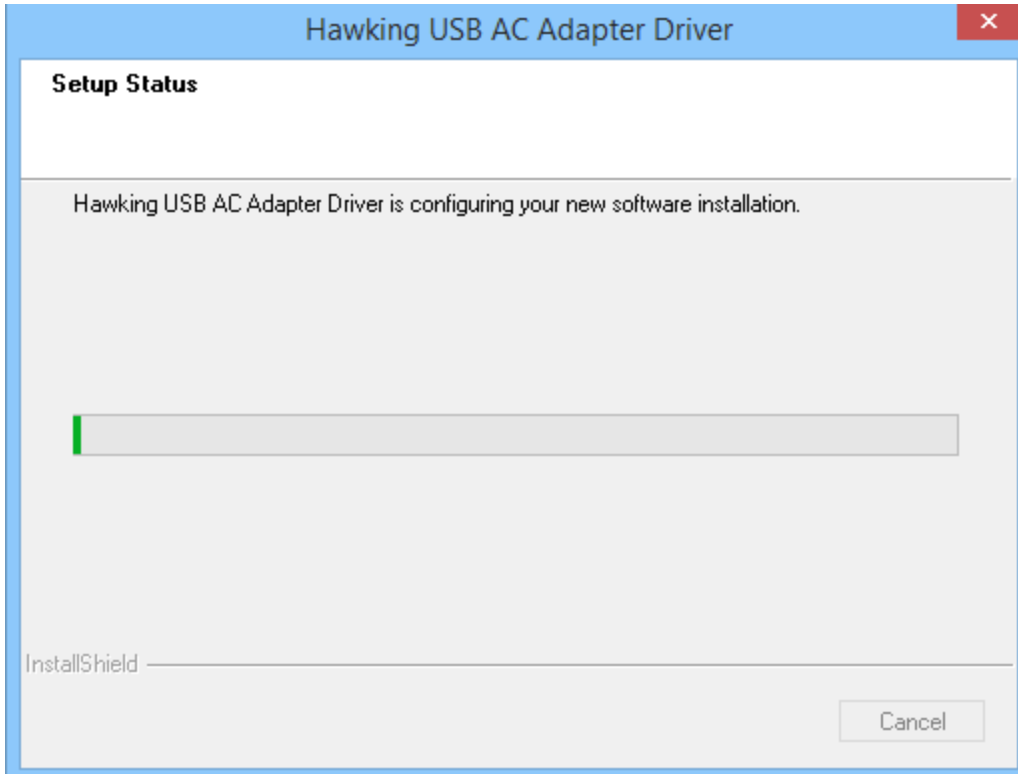 Hawking USB AC Adapter Driver
Setup Status
Hawking USB AC Adapter Driver is configuring your new software installation.
InstallShield
Cancel